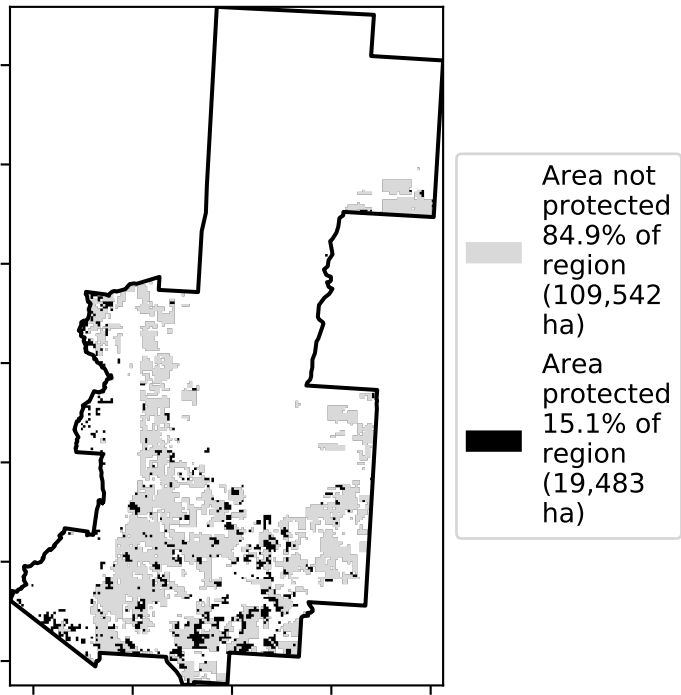 Area not
protected
84.9% of
region
(109,542
ha)
Area
protected
15.1% of
region
(19,483
ha)